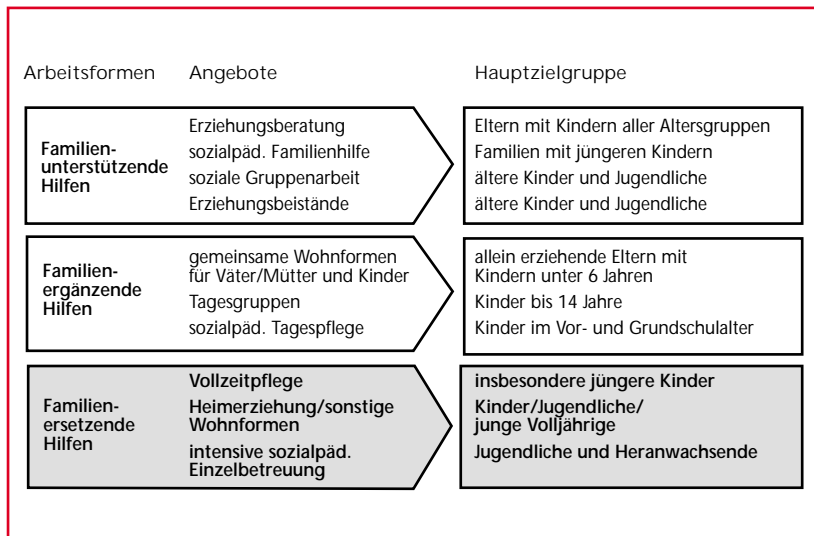 Arbeitsformen Angebote Hauptzielgruppe
Familien-
unterstützende
Hilfen
Erziehungsberatung
sozialpäd. Familienhilfe
soziale Gruppenarbeit
Erziehungsbeistände
Eltern mit Kindern aller Altersgruppen
Familien mit jüngeren Kindern
ältere Kinder und Jugendliche
ältere Kinder und Jugendliche
Familien-
ergänzende
Hilfen
gemeinsame Wohnformen
für Väter/Mütter und Kinder
Tagesgruppen
sozialpäd. Tagespflege
allein erziehende Eltern mit
Kindern unter 6 Jahren
Kinder bis 14 Jahre
Kinder im Vor- und Grundschulalter
Familien-
ersetzende
Hilfen
Vollzeitpflege
Heimerziehung/sonstige
Wohnformen
intensive sozialpäd.
Einzelbetreuung
insbesondere jüngere Kinder
Kinder/Jugendliche/
junge Volljährige
Jugendliche und Heranwachsende